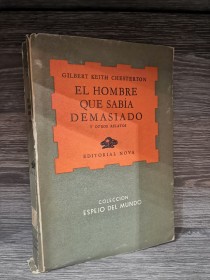 GILBERT KEITH CHESTERTON
EL HOMBRE
QUE SABÍA
DEMASIADO
Y OTROS RELATOS
EDITORIAL NOVA
COLECCIÓN
ESPEJO DEL MUNDO